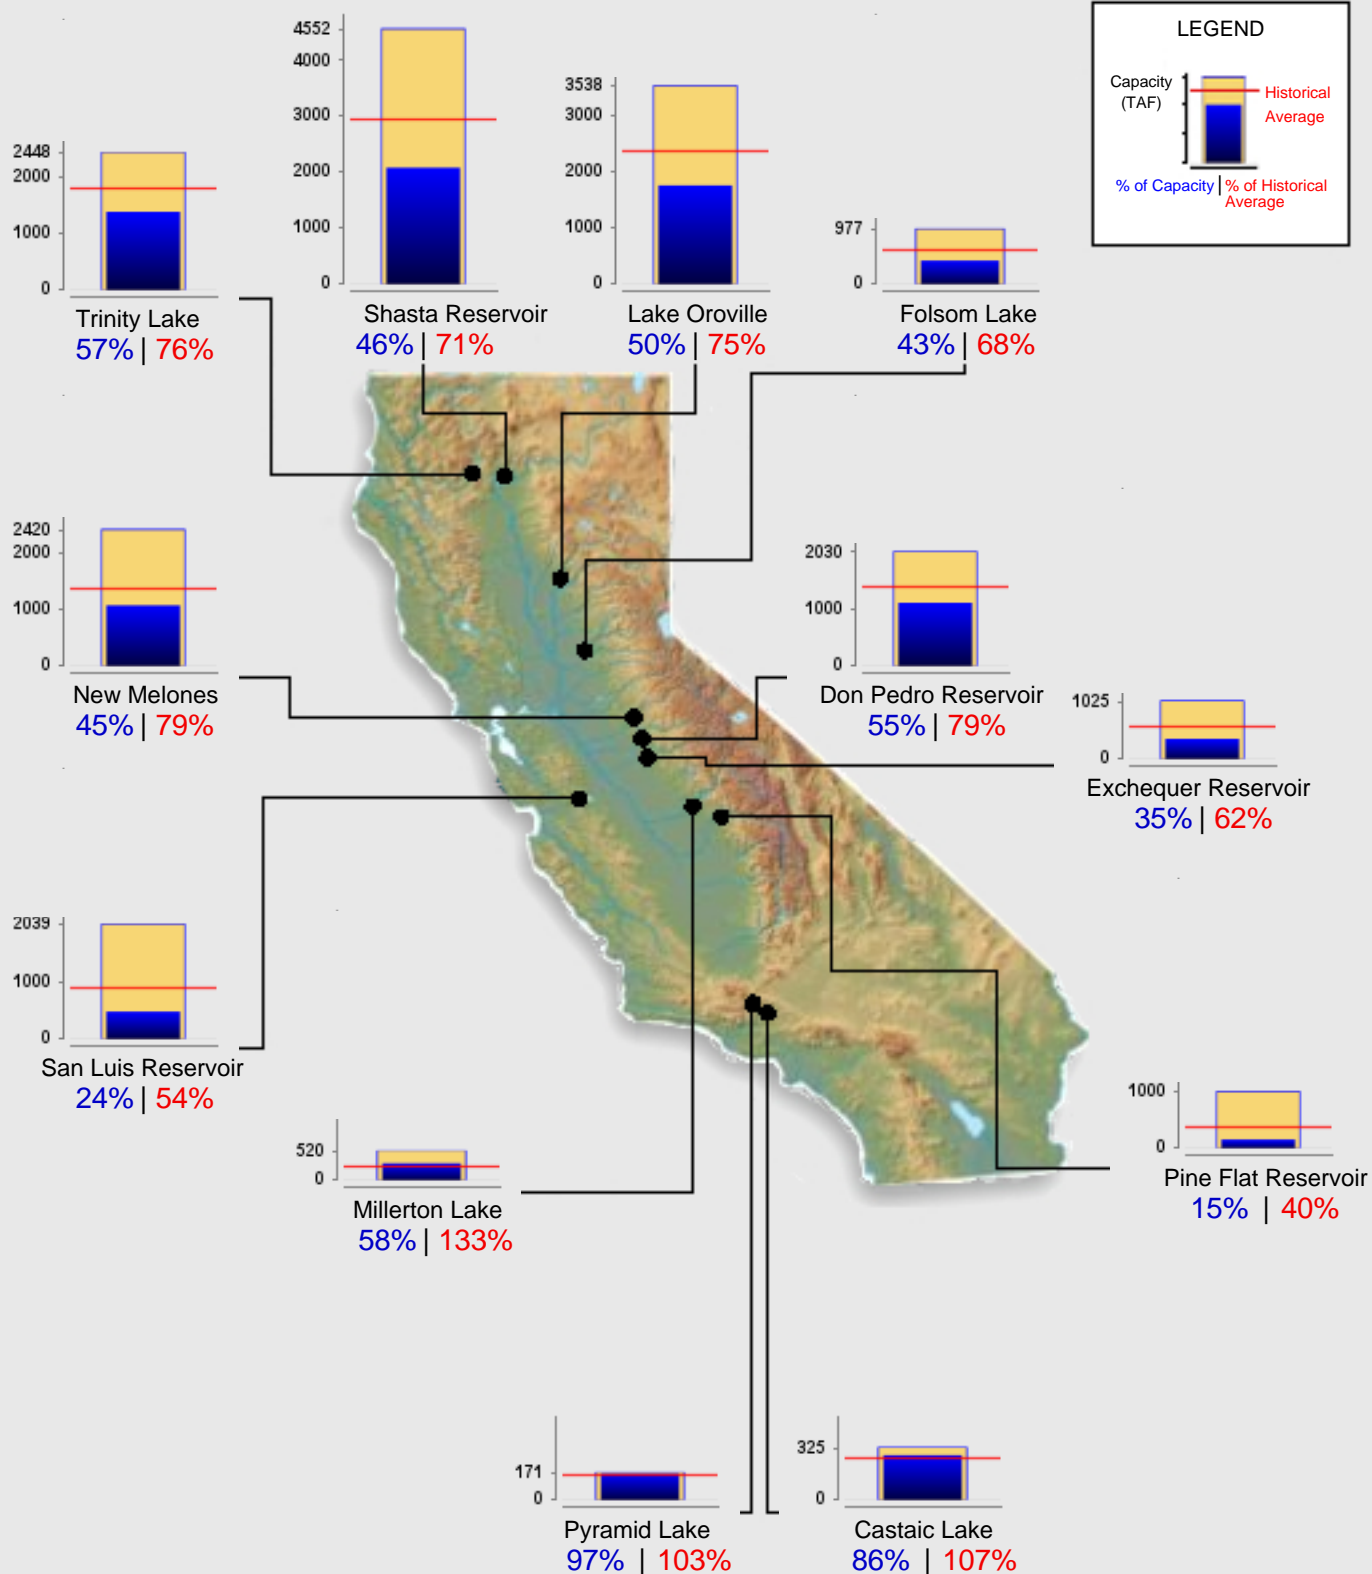 LEGEND
Capacity
(TAF)
Historical
Average
% of Capacity | % of Historical
Average
4552
4000
3000
2000
1000
0
Shasta Reservoir
46% | 71%
3538
3000
2000
1000
0
Lake Oroville
50% | 75%
2448
2000
1000
0
Trinity Lake
57% | 76%
977
0
Folsom Lake
43% | 68%
2420
2000
1000
0
New Melones
45% | 79%
2030
1000
0
Don Pedro Reservoir
55% | 79%
1025
0
Exchequer Reservoir
35% | 62%
2039
1000
0
San Luis Reservoir
24% | 54%
520
0
Millerton Lake
58% | 133%
1000
0
Pine Flat Reservoir
15% | 40%
171
0
Pyramid Lake
97% | 103%
325
0
Castaic Lake
86% | 107%